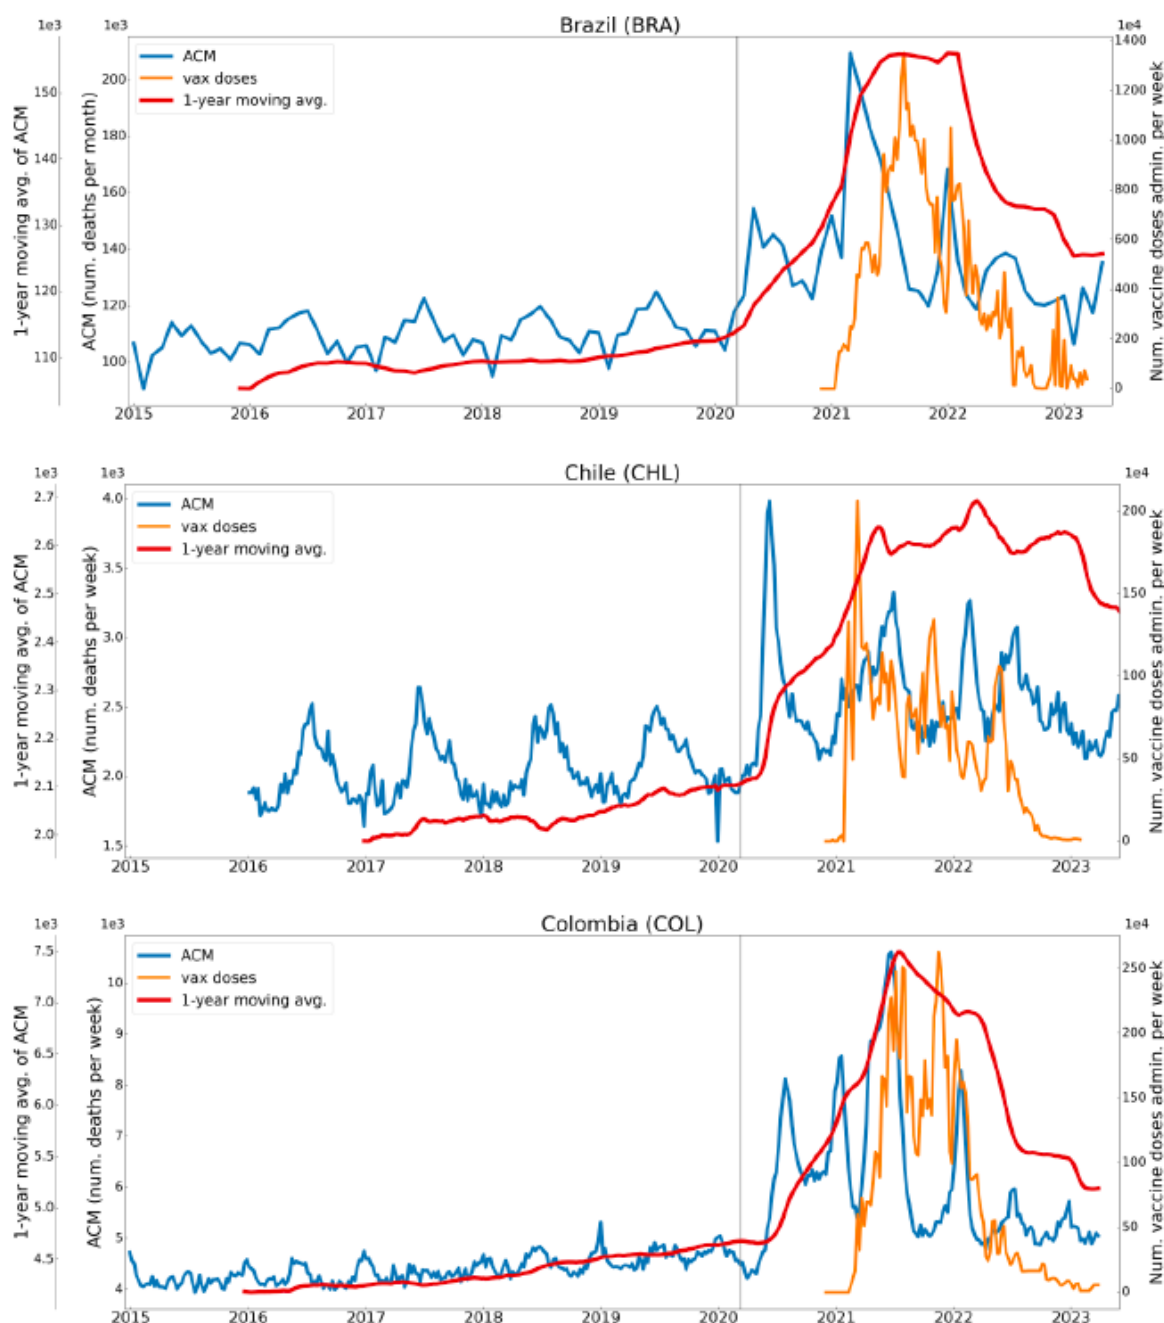 Brazil (BRA)
1e3
1e3
1e4
ACM
vax doses
1-year moving avg.
1-year moving avg. of ACM
150
140
130
120
110
ACM (num. deaths per month)
200
180
160
140
120
100
Num. vaccine doses admin. per week
1400
1200
1000
800
600
400
200
0
2015 2016 2017 2018 2019 2020 2021 2022 2023
Chile (CHL)
1e3
1e3
1e4
ACM
vax doses
1-year moving avg.
1-year moving avg. of ACM
2.7
2.6
2.5
2.4
2.3
2.2
2.1
2.0
ACM (num. deaths per week)
4.0
3.5
3.0
2.5
2.0
1.5
Num. vaccine doses admin. per week
200
150
100
50
0
2015 2016 2017 2018 2019 2020 2021 2022 2023
Colombia (COL)
1e3
1e3
1e4
ACM
vax doses
1-year moving avg.
1-year moving avg. of ACM
7.5
7.0
6.5
6.0
5.5
5.0
4.5
ACM (num. deaths per week)
10
9
8
7
6
5
4
Num. vaccine doses admin. per week
250
200
150
100
50
0
2015 2016 2017 2018 2019 2020 2021 2022 2023